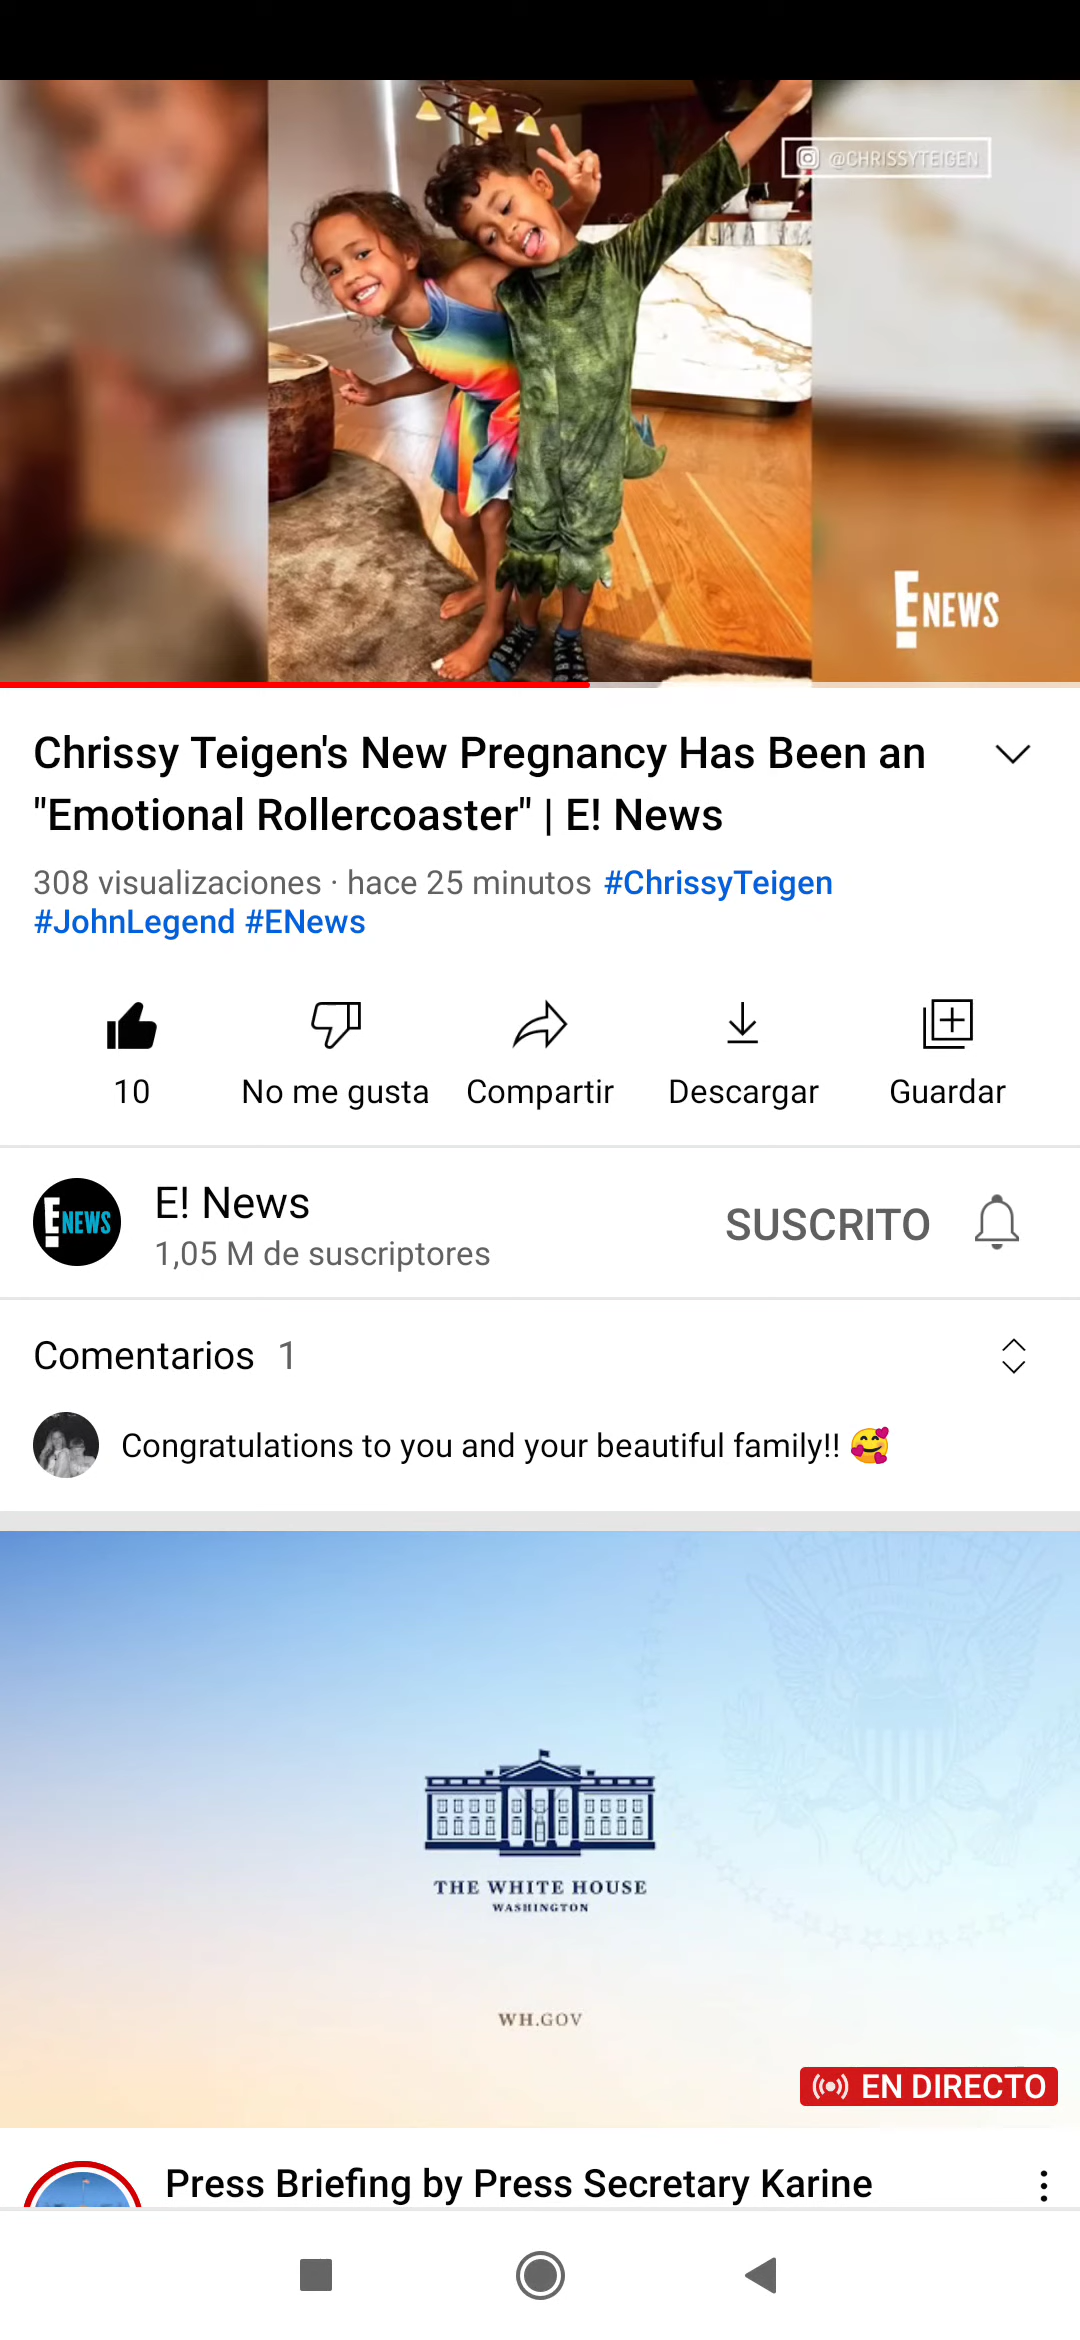 @CHRISSYTEIGEN
E! NEWS
Chrissy Teigen's New Pregnancy Has Been an
"Emotional Rollercoaster" | E! News
308 visualizaciones · hace 25 minutos #ChrissyTeigen
#JohnLegend #ENews
10 No me gusta Compartir Descargar Guardar
E! NEWS
E! News
SUSCRITO
1,05 M de suscriptores
Comentarios 1
Congratulations to you and your beautiful family!! 🥰
THE WHITE HOUSE
WASHINGTON
WH.GOV
EN DIRECTO
Press Briefing by Press Secretary Karine